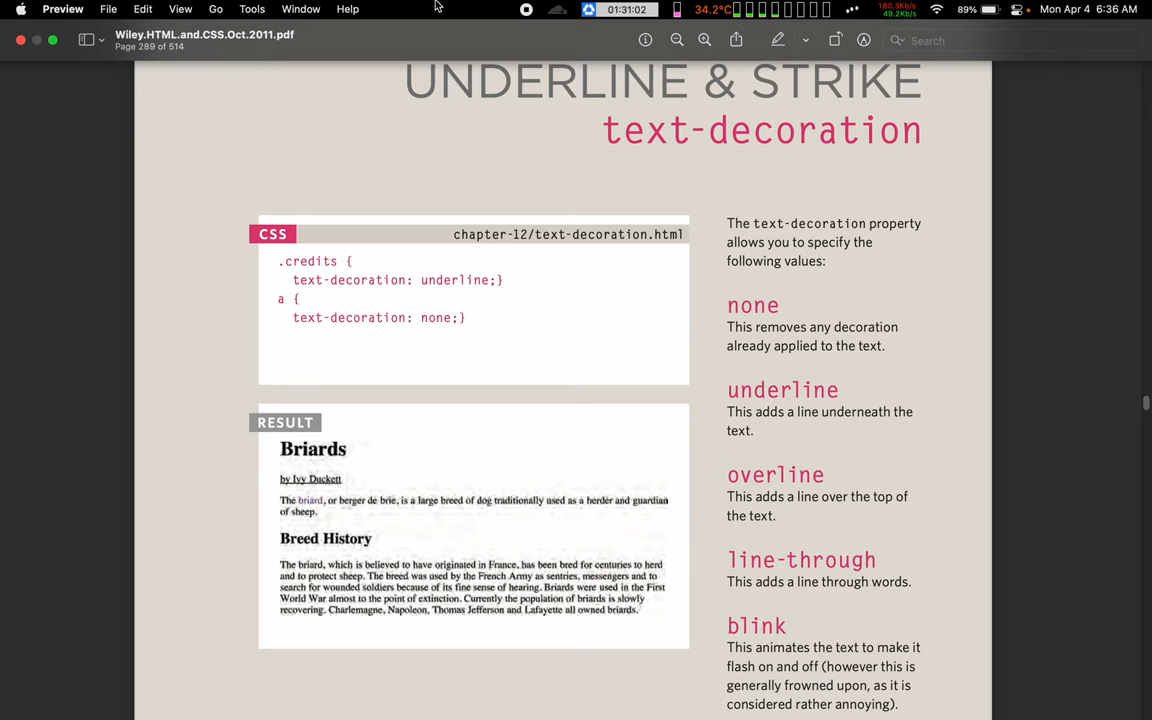 Preview File Edit View Go Tools Window Help 01:31:02 34.2°C 180.3Kb/s 49.2Kb/s 89% Mon Apr 4 6:36 AM
Wiley.HTML.and.CSS.Oct.2011.pdf
Page 289 of 514
Search
UNDERLINE & STRIKE
text-decoration
CSS
chapter-12/text-decoration.html
.credits {
text-decoration: underline;}
a {
text-decoration: none;}
RESULT
Briards
by Ivy Duckett
The briard, or berger de brie, is a large breed of dog traditionally used as a herder and guardian
of sheep.
Breed History
The briard, which is believed to have originated in France, has been bred for centuries to herd
and to protect sheep. The breed was used by the French Army as sentries, messengers and to
search for wounded soldiers because of its fine sense of hearing. Briards were used in the First
World War almost to the point of extinction. Currently the population of briards is slowly
recovering. Charlemagne, Napoleon, Thomas Jefferson and Lafayette all owned briards.
The text-decoration property
allows you to specify the
following values:
none
This removes any decoration
already applied to the text.
underline
This adds a line underneath the
text.
overline
This adds a line over the top of
the text.
line-through
This adds a line through words.
blink
This animates the text to make it
flash on and off (however this is
generally frowned upon, as it is
considered rather annoying).